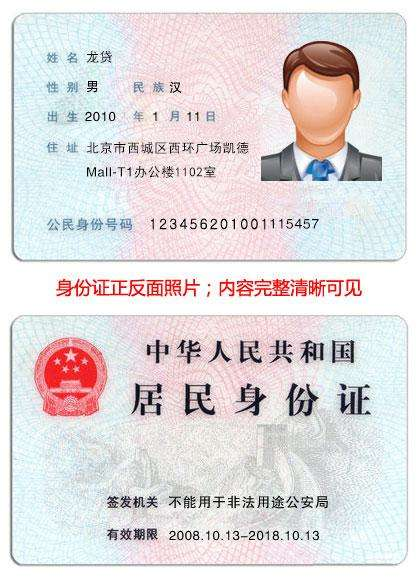 姓名 龙贷
性别 男 民族 汉
出生 2010 年 1 月 11 日
住址 北京市西城区西环广场凯德
Mall-T1办公楼1102室
公民身份号码 123456201001115457
身份证正反面照片；内容完整清晰可见
中华人民共和国
居民身份证
签发机关 不能用于非法用途公安局
有效期限 2008.10.13-2018.10.13